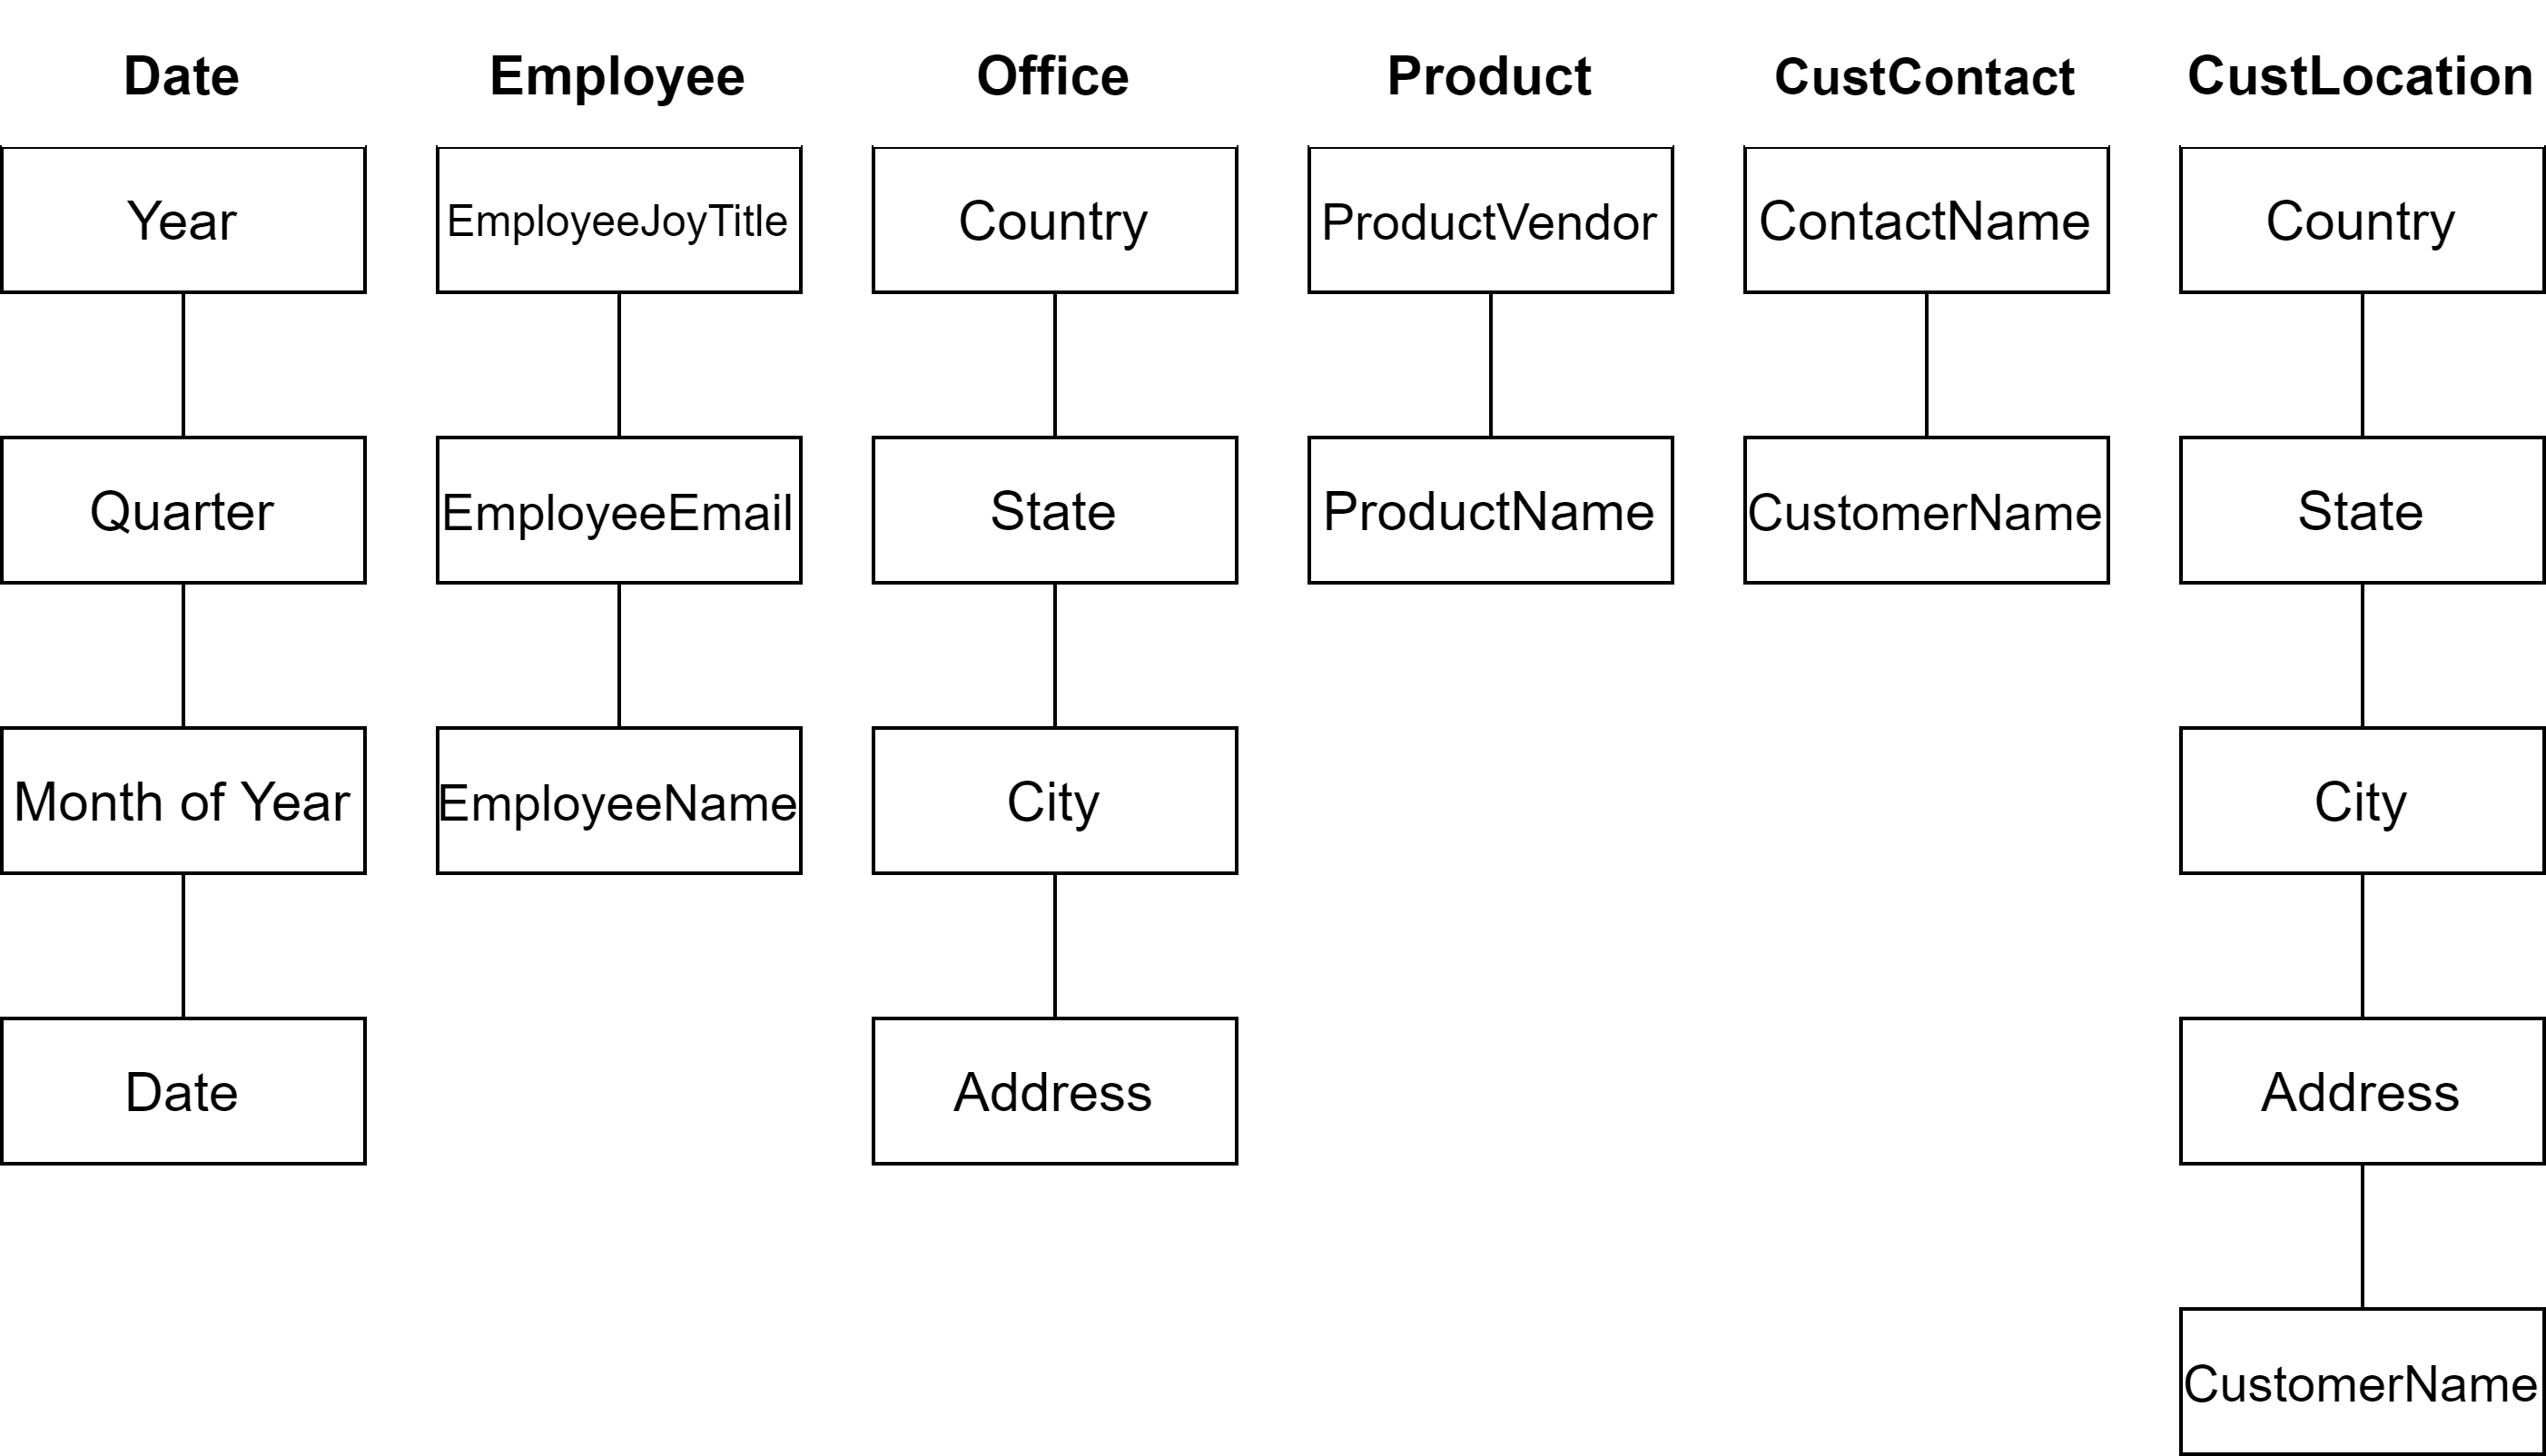 Date
Employee
Office
Product
CustContact
CustLocation
Year
EmployeeJoyTitle
Country
ProductVendor
ContactName
Country
Quarter
EmployeeEmail
State
ProductName
CustomerName
State
Month of Year
EmployeeName
City
City
Date
Address
Address
CustomerName